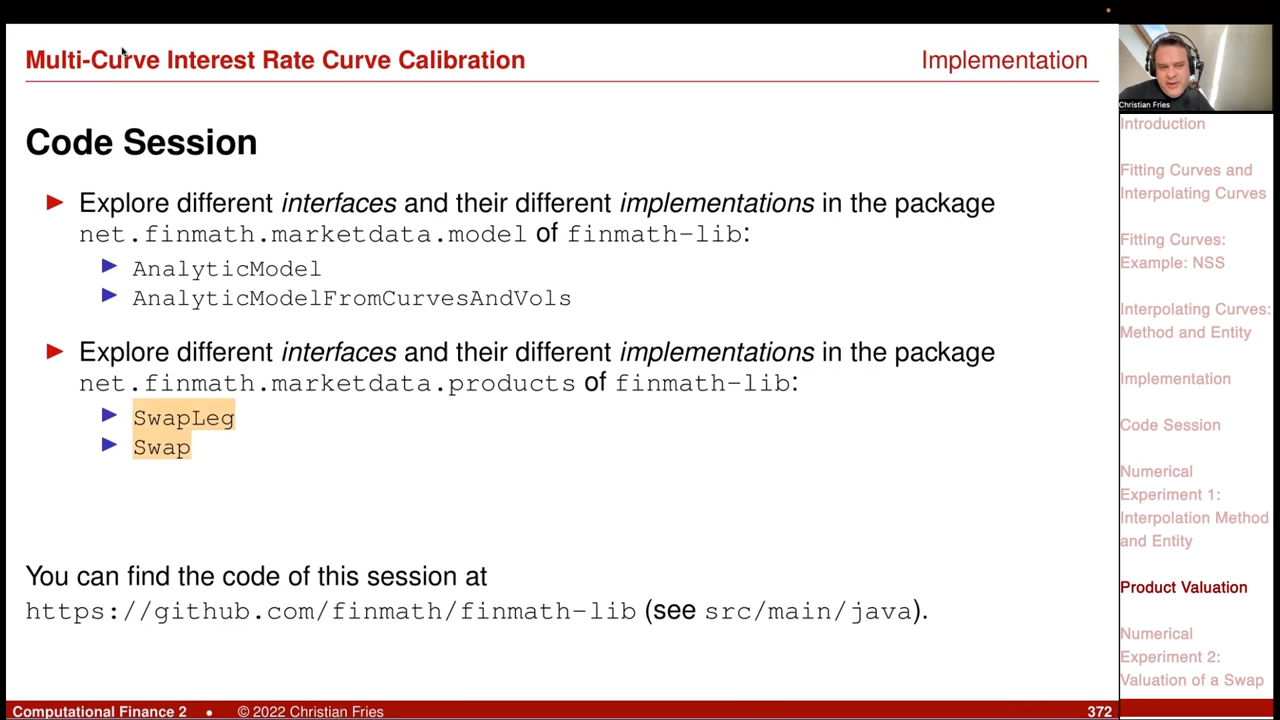 Multi-Curve Interest Rate Curve Calibration
Implementation
Code Session
Explore different interfaces and their different implementations in the package
net.finmath.marketdata.model of finmath-lib:
AnalyticModel
AnalyticModelFromCurvesAndVols
Explore different interfaces and their different implementations in the package
net.finmath.marketdata.products of finmath-lib:
SwapLeg
Swap
You can find the code of this session at
https://github.com/finmath/finmath-lib (see src/main/java).
Computational Finance 2 • © 2022 Christian Fries
372
Christian Fries
Introduction
Fitting Curves and
Interpolating Curves
Fitting Curves:
Example: NSS
Interpolating Curves:
Method and Entity
Implementation
Code Session
Numerical
Experiment 1:
Interpolation Method
and Entity
Product Valuation
Numerical
Experiment 2:
Valuation of a Swap